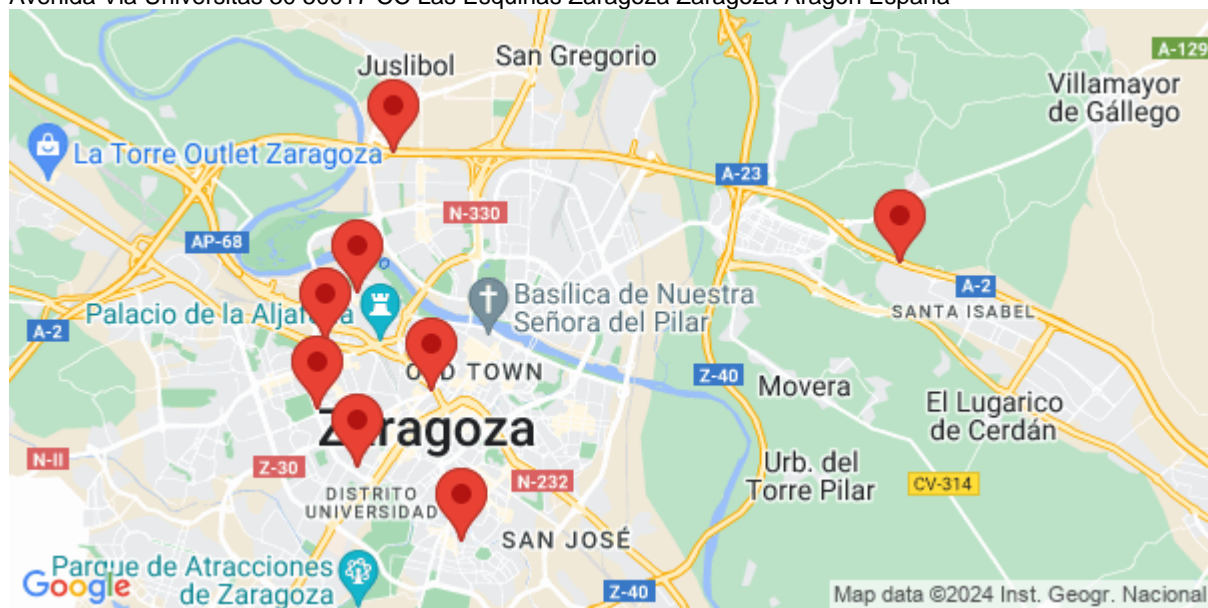 Avenida Via Universitas 30 50017 CC Las Esquinas Zaragoza Zaragoza Aragón España
San Gregorio
A-129
Juslibol
Villamayor
de Gállego
La Torre Outlet Zaragoza
A-23
N-330
AP-68
Basílica de Nuestra
Señora del Pilar
A-2
Palacio de la Aljafería
SANTA ISABEL
A-2
OLD TOWN
Z-40
Movera
El Lugarico
de Cerdán
Zaragoza
N-II
Z-30
N-232
Urb. del
Torre Pilar
CV-314
DISTRITO
UNIVERSIDAD
SAN JOSÉ
Parque de Atracciones
de Zaragoza
Google
Z-40
Map data ©2024 Inst. Geogr. Nacional